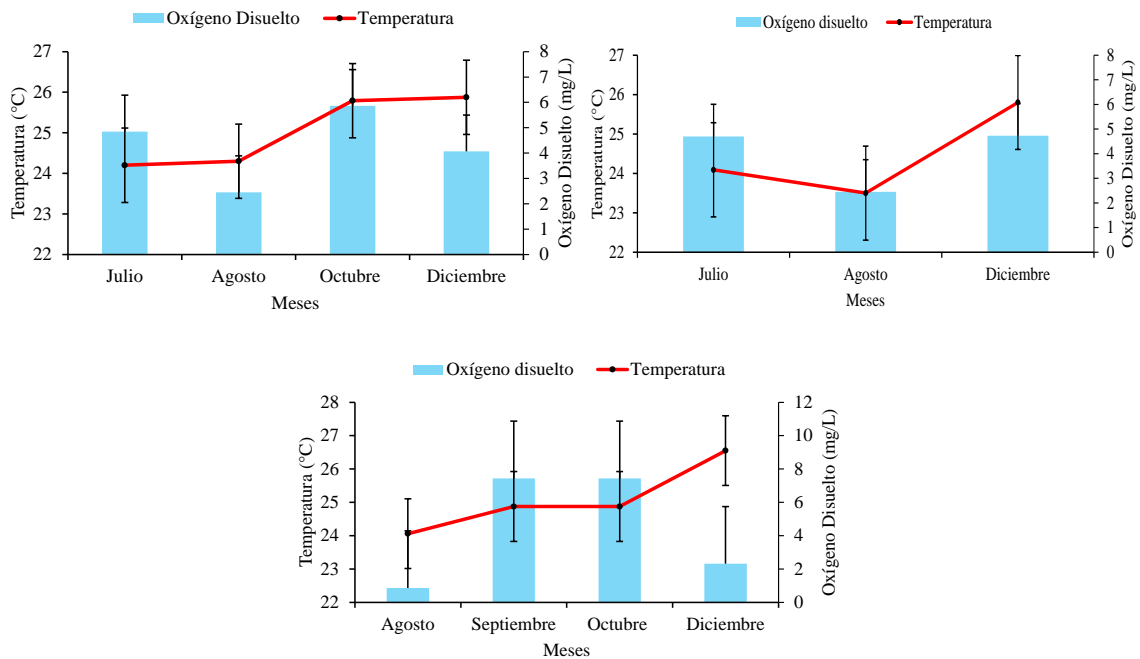 Oxígeno Disuelto Temperatura
27
26
25
24
23
22
Temperatura (°C)
8
7
6
5
4
3
2
1
0
Oxígeno Disuelto (mg/L)
Julio Agosto Octubre Diciembre
Meses
Oxígeno disuelto Temperatura
27
26
25
24
23
22
Temperatura (°C)
8
7
6
5
4
3
2
1
0
Oxígeno Disuelto (mg/L)
Julio Agosto Diciembre
Meses
Oxígeno disuelto Temperatura
28
27
26
25
24
23
22
Temperatura (°C)
12
10
8
6
4
2
0
Oxígeno Disuelto (mg/L)
Agosto Septiembre Octubre Diciembre
Meses